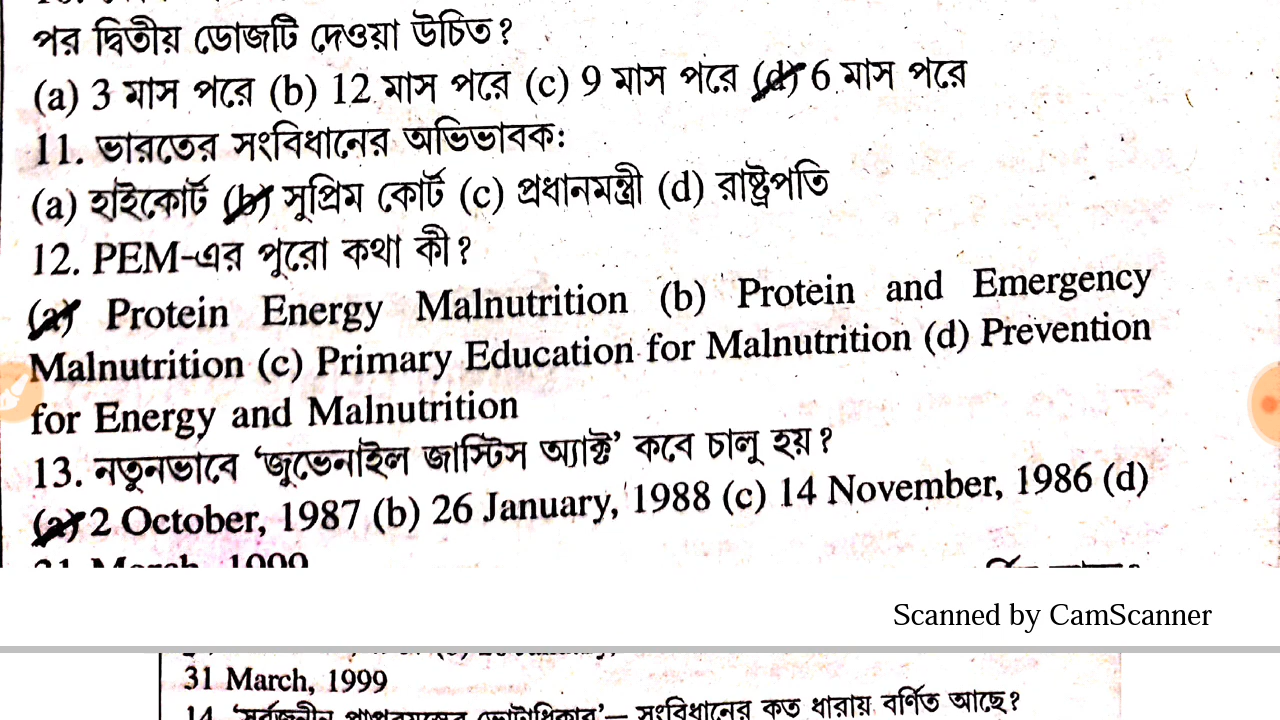 পর দ্বিতীয় ডোজটি দেওয়া উচিত?
(a) 3 মাস পরে (b) 12 মাস পরে (c) 9 মাস পরে (d) 6 মাস পরে
11. ভারতের সংবিধানের অভিভাবক:
(a) হাইকোর্ট (b) সুপ্রিম কোর্ট (c) প্রধানমন্ত্রী (d) রাষ্ট্রপতি
12. PEM-এর পুরো কথা কী?
(a) Protein Energy Malnutrition (b) Protein and Emergency
Malnutrition (c) Primary Education for Malnutrition (d) Prevention
for Energy and Malnutrition
13. নতুনভাবে ‘জুভেনাইল জাস্টিস অ্যাক্ট’ কবে চালু হয়?
(a) 2 October, 1987 (b) 26 January, 1988 (c) 14 November, 1986 (d)
31 March, 1999
Scanned by CamScanner
31 March, 1999
14. ‘সর্বজনীন প্রাপ্তবয়স্কের ভোটাধিকার’– সংবিধানের কত ধারায় বর্ণিত আছে?